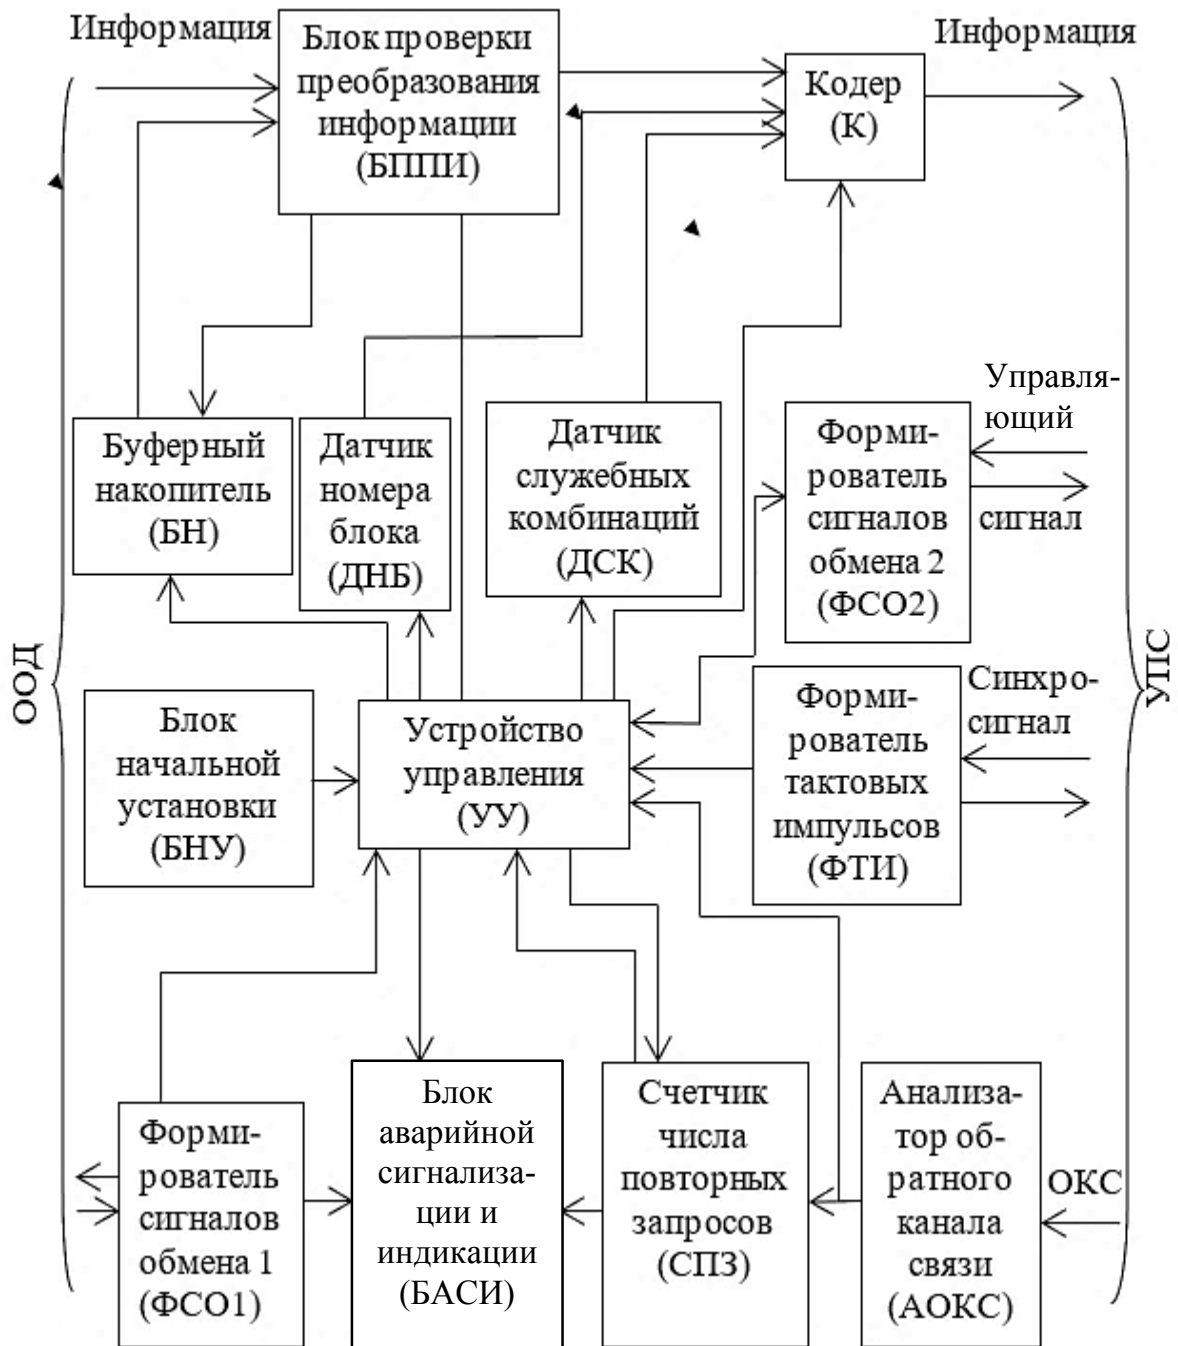 Информация
Блок проверки
преобразования
информации
(БППИ)
Кодер
(К)
Информация
Буферный
накопитель
(БН)
Датчик
номера
блока
(ДНБ)
Датчик
служебных
комбинаций
(ДСК)
Форми-
рователь
сигналов
обмена 2
(ФСО2)
Управля-
ющий
сигнал
ООД
УПС
Блок
начальной
установки
(БНУ)
Устройство
управления
(УУ)
Форми-
рователь
тактовых
импульсов
(ФТИ)
Синхро-
сигнал
Форми-
рователь
сигналов
обмена 1
(ФСО1)
Блок
аварийной
сигнализа-
ции и
индикации
(БАСИ)
Счетчик
числа
повторных
запросов
(СПЗ)
Анализа-
тор об-
ратного
канала
связи
(АОКС)
ОКС